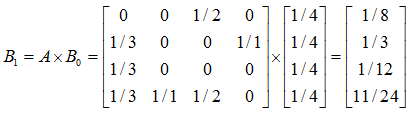 B₁ = A × B₀ = [0 0 1/2 0; 1/3 0 0 1/1; 1/3 0 0 0; 1/3 1/1 1/2 0] × [1/4; 1/4; 1/4; 1/4] = [1/8; 1/3; 1/12; 11/24]